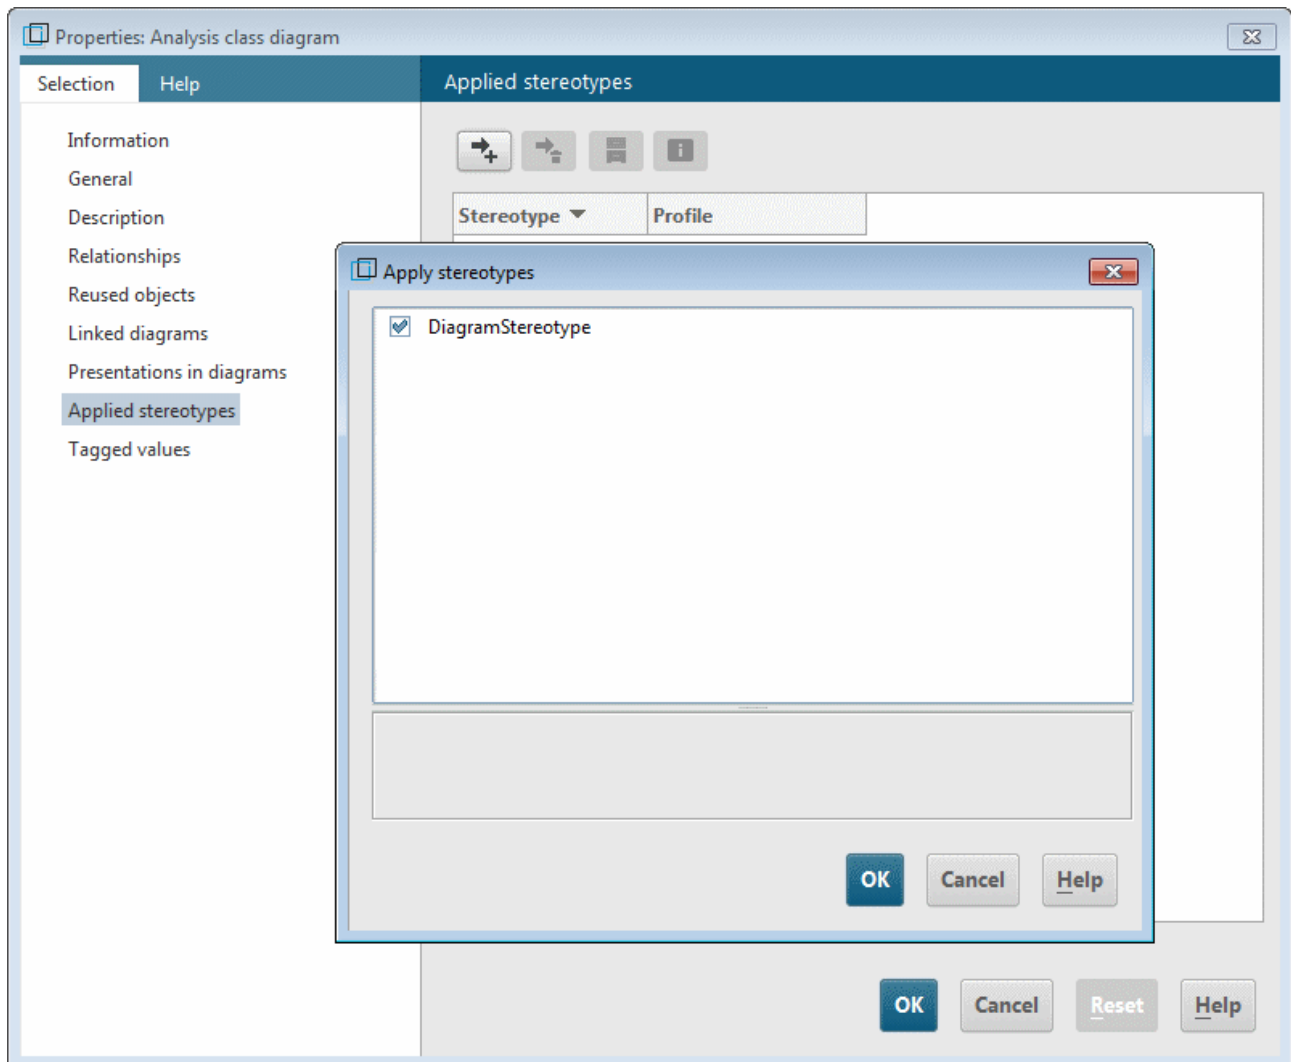 Properties: Analysis class diagram
Selection Help
Applied stereotypes
Information
General
Description
Relationships
Reused objects
Linked diagrams
Presentations in diagrams
Applied stereotypes
Tagged values
Stereotype Profile
Apply stereotypes
DiagramStereotype
OK Cancel Help
OK Cancel Reset Help